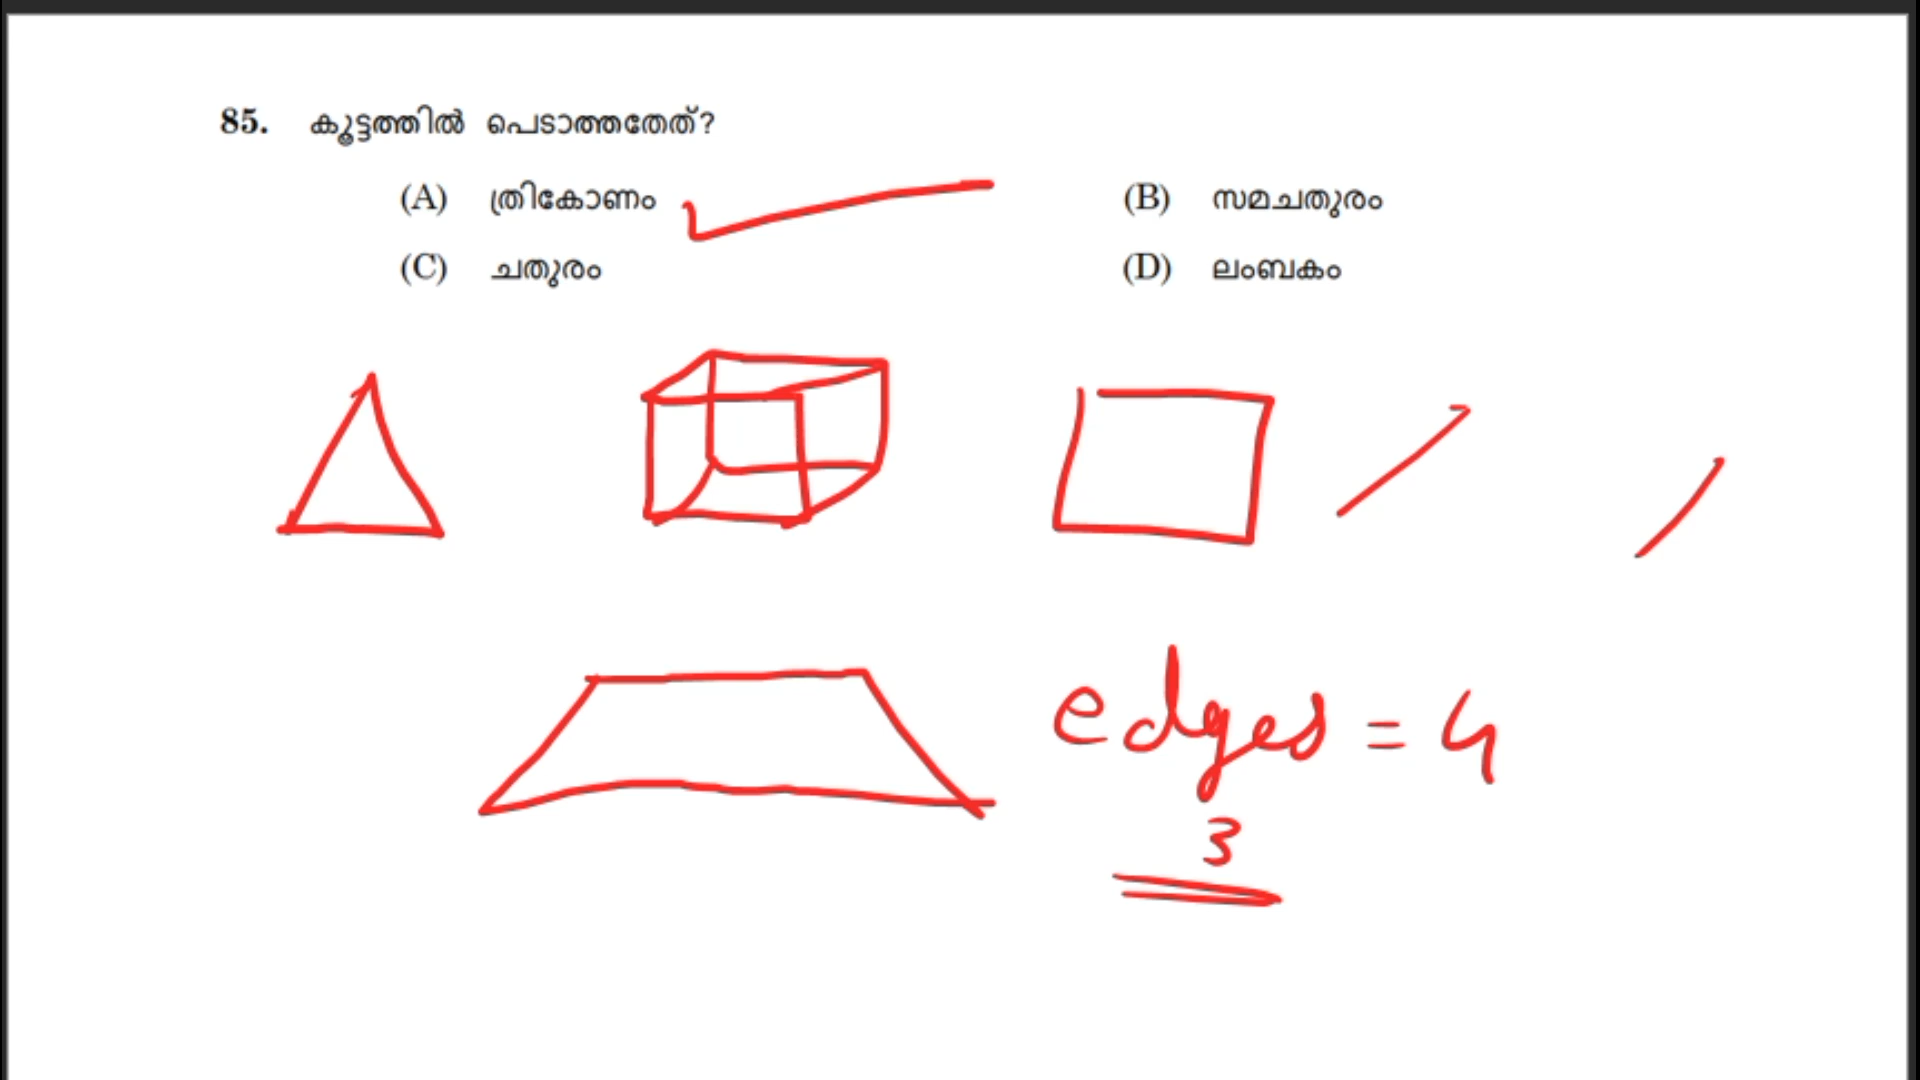 85. കൂട്ടത്തിൽ പെടാത്തതേത്?
(A) ത്രികോണം (B) സമചതുരം
(C) ചതുരം (D) ലംബകം
edges = 4
3